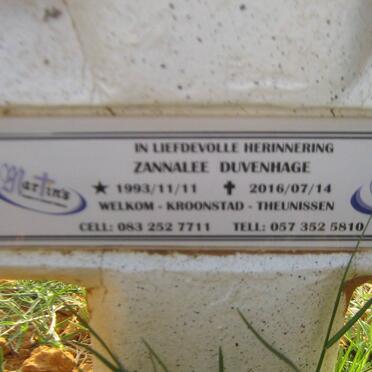 IN LIEFDEVOLLE HERINNERING
ZANNALEE DUVENHAGE
★ 1993/11/11 ✝ 2016/07/14
Martin's
WELKOM - KROONSTAD - THEUNISSEN
CELL: 083 252 7711 TELL: 057 352 5810